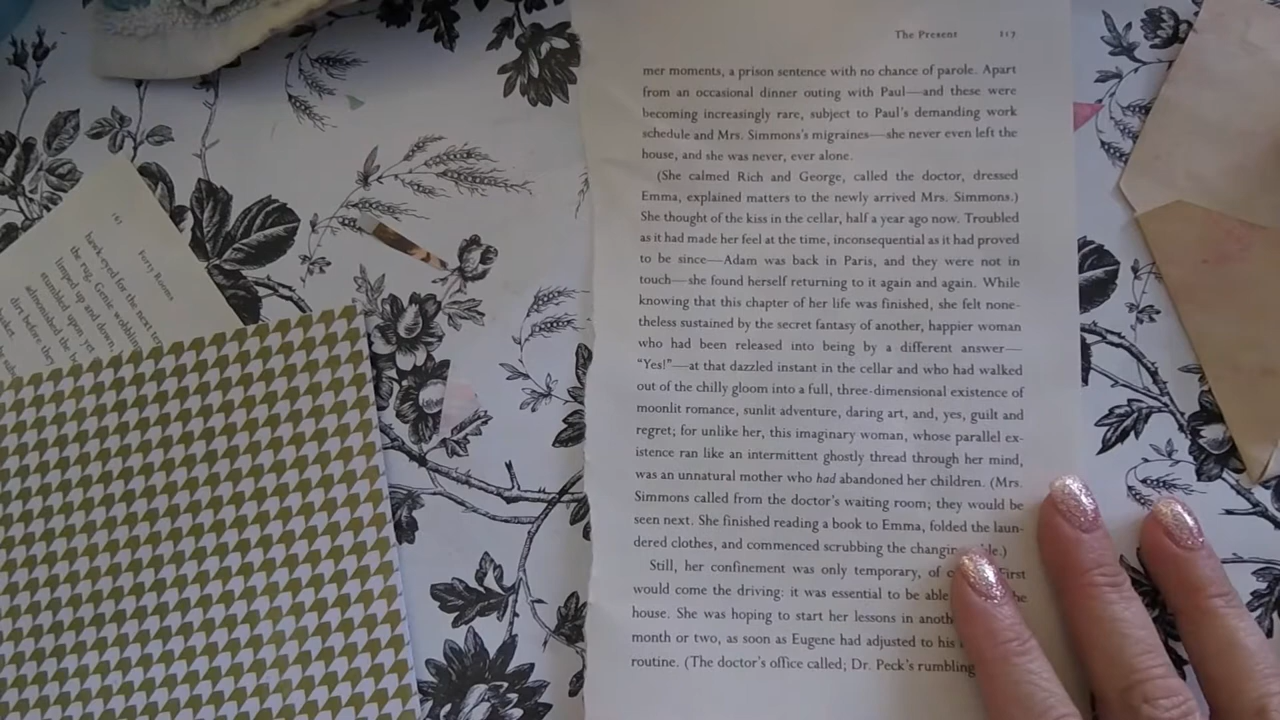 The Present 117
mer moments, a prison sentence with no chance of parole. Apart
from an occasional dinner outing with Paul—and these were
becoming increasingly rare, subject to Paul's demanding work
schedule and Mrs. Simmons's migraines—she never even left the
house, and she was never, ever alone.
(She calmed Rich and George, called the doctor, dressed
Emma, explained matters to the newly arrived Mrs. Simmons.)
She thought of the kiss in the cellar, half a year ago now. Troubled
as it had made her feel at the time, inconsequential as it had proved
to be since—Adam was back in Paris, and they were not in
touch—she found herself returning to it again and again. While
knowing that this chapter of her life was finished, she felt none-
theless sustained by the secret fantasy of another, happier woman
who had been released into being by a different answer—
"Yes!"—at that dazzled instant in the cellar and who had walked
out of the chilly gloom into a full, three-dimensional existence of
moonlit romance, sunlit adventure, daring art, and, yes, guilt and
regret; for unlike her, this imaginary woman, whose parallel ex-
istence ran like an intermittent ghostly thread through her mind,
was an unnatural mother who had abandoned her children. (Mrs.
Simmons called from the doctor's waiting room; they would be
seen next. She finished reading a book to Emma, folded the laun-
dered clothes, and commenced scrubbing the changing
Still, her confinement was only temporary, of First
would come the driving: it was essential to be able
house. She was hoping to start her lessons in
month or two, as soon as Eugene had adjusted to his
routine. (The doctor's office called; Dr. Peck's rumbling
Forty Rooms
163
hawk-eyed for the next
the rug, Genie wobbling
limped up and down,
stumbled upon yet
admonished the
dirt before they